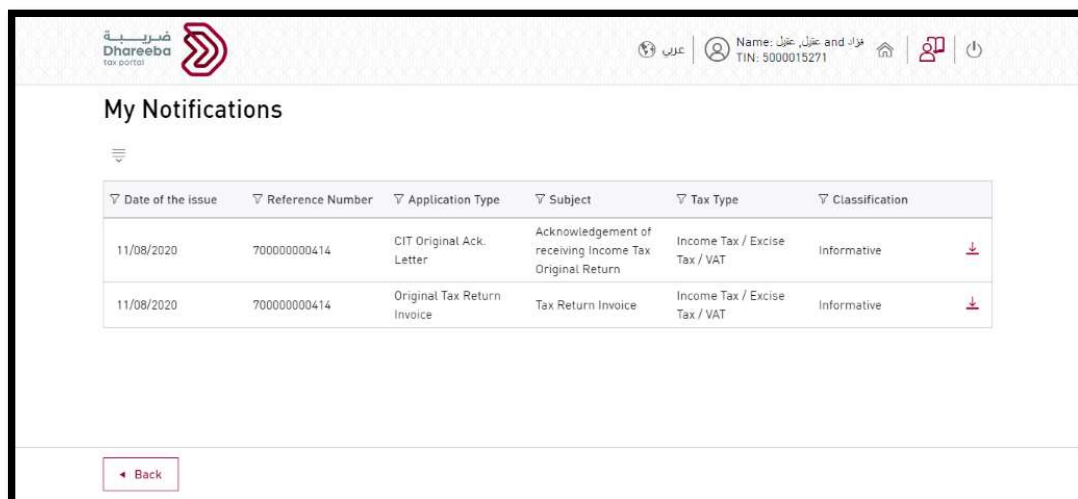 ضريبة
Dhareeba
tax portal
عربي
Name: عقول, عقول and فزاد
TIN: 5000015271
My Notifications
Date of the issue Reference Number Application Type Subject Tax Type Classification
11/08/2020 700000000414 CIT Original Ack. Letter Acknowledgement of receiving Income Tax Original Return Income Tax / Excise Tax / VAT Informative
11/08/2020 700000000414 Original Tax Return Invoice Tax Return Invoice Income Tax / Excise Tax / VAT Informative
Back